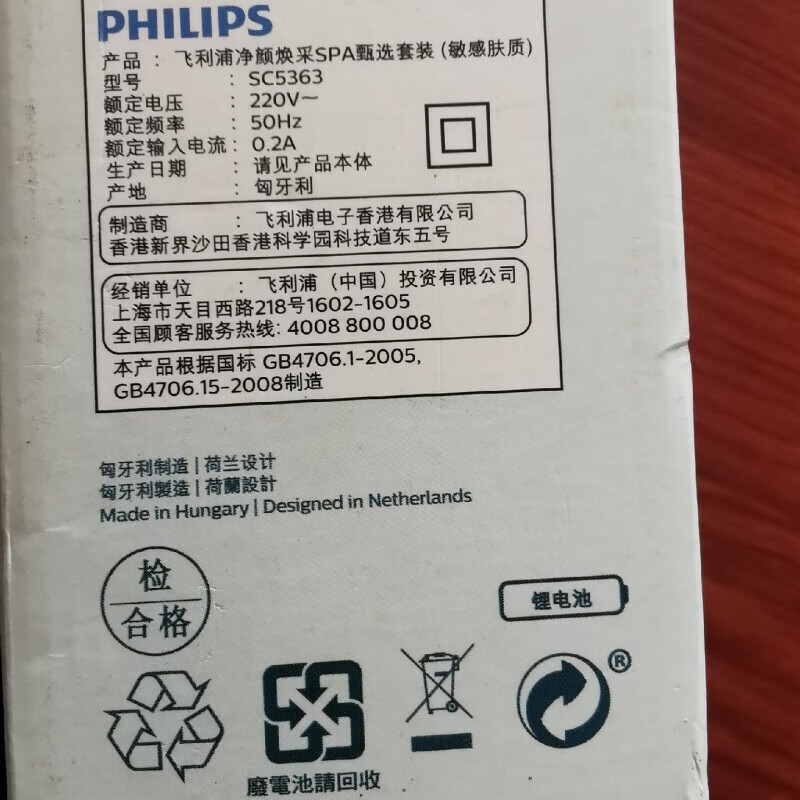 PHILIPS
产品 : 飞利浦净颜焕采SPA甄选套装 (敏感肤质)
型号 : SC5363
额定电压 : 220V～
额定频率 : 50Hz
额定输入电流 : 0.2A
生产日期 : 请见产品本体
产地 : 匈牙利
制造商 : 飞利浦电子香港有限公司
香港新界沙田香港科学园科技道东五号
经销单位 : 飞利浦（中国）投资有限公司
上海市天目西路218号1602-1605
全国顾客服务热线: 4008 800 008
本产品根据国标 GB4706.1-2005,
GB4706.15-2008制造
匈牙利制造 | 荷兰设计
匈牙利製造 | 荷蘭設計
Made in Hungary | Designed in Netherlands
检
合格
锂电池
®
廢電池請回收